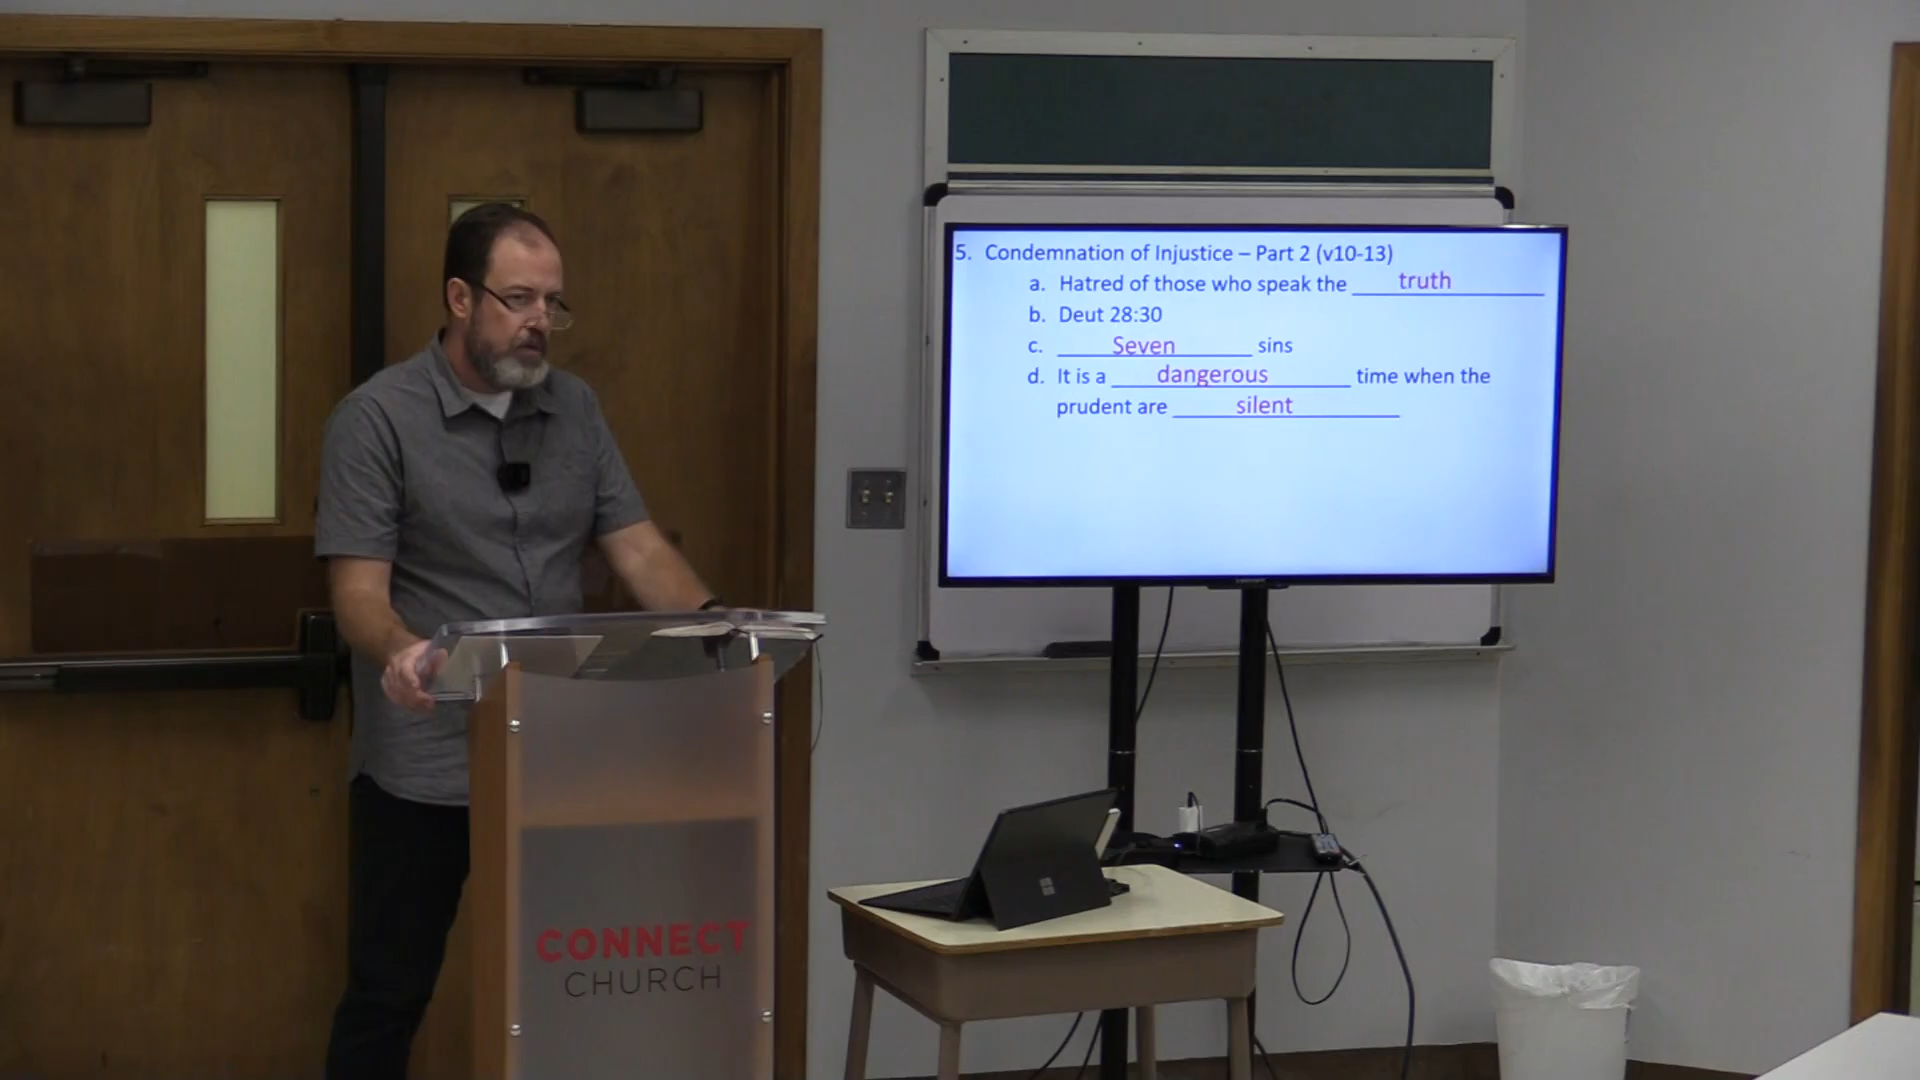 5. Condemnation of Injustice – Part 2 (v10-13)
a. Hatred of those who speak the truth
b. Deut 28:30
c. Seven sins
d. It is a dangerous time when the
prudent are silent
CONNECT
CHURCH